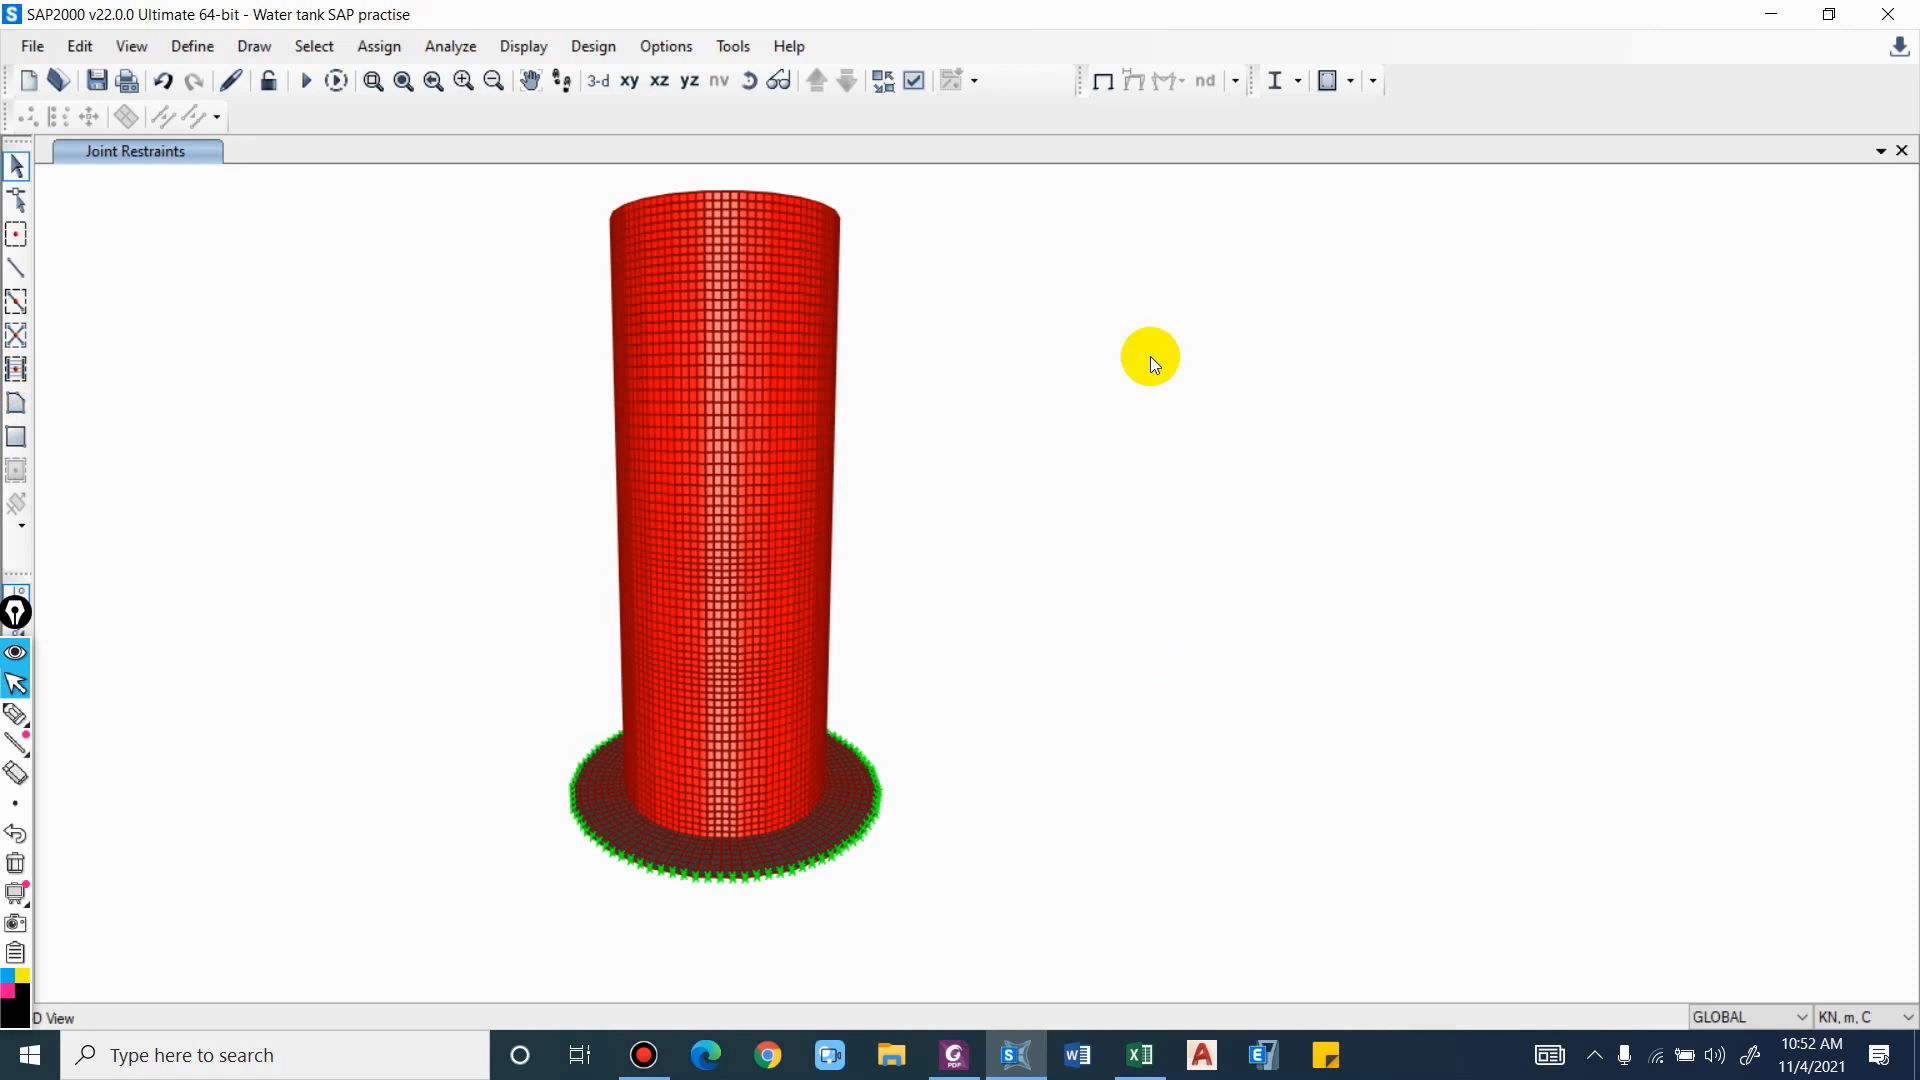 SAP2000 v22.0.0 Ultimate 64-bit - Water tank SAP practise
File Edit View Define Draw Select Assign Analyze Display Design Options Tools Help
3-d xy xz yz nv nd
Joint Restraints
D View
GLOBAL
KN, m, C
Type here to search
10:52 AM
11/4/2021